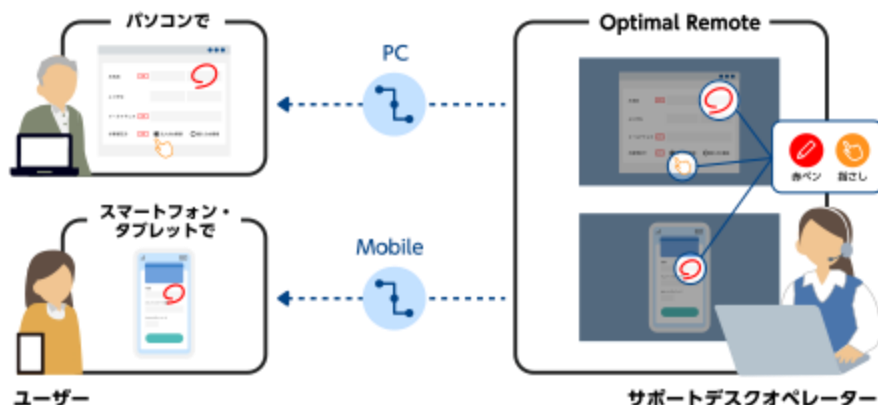 パソコンで
PC
Optimal Remote
赤ペン
指さし
スマートフォン・
タブレットで
Mobile
ユーザー
サポートデスクオペレーター